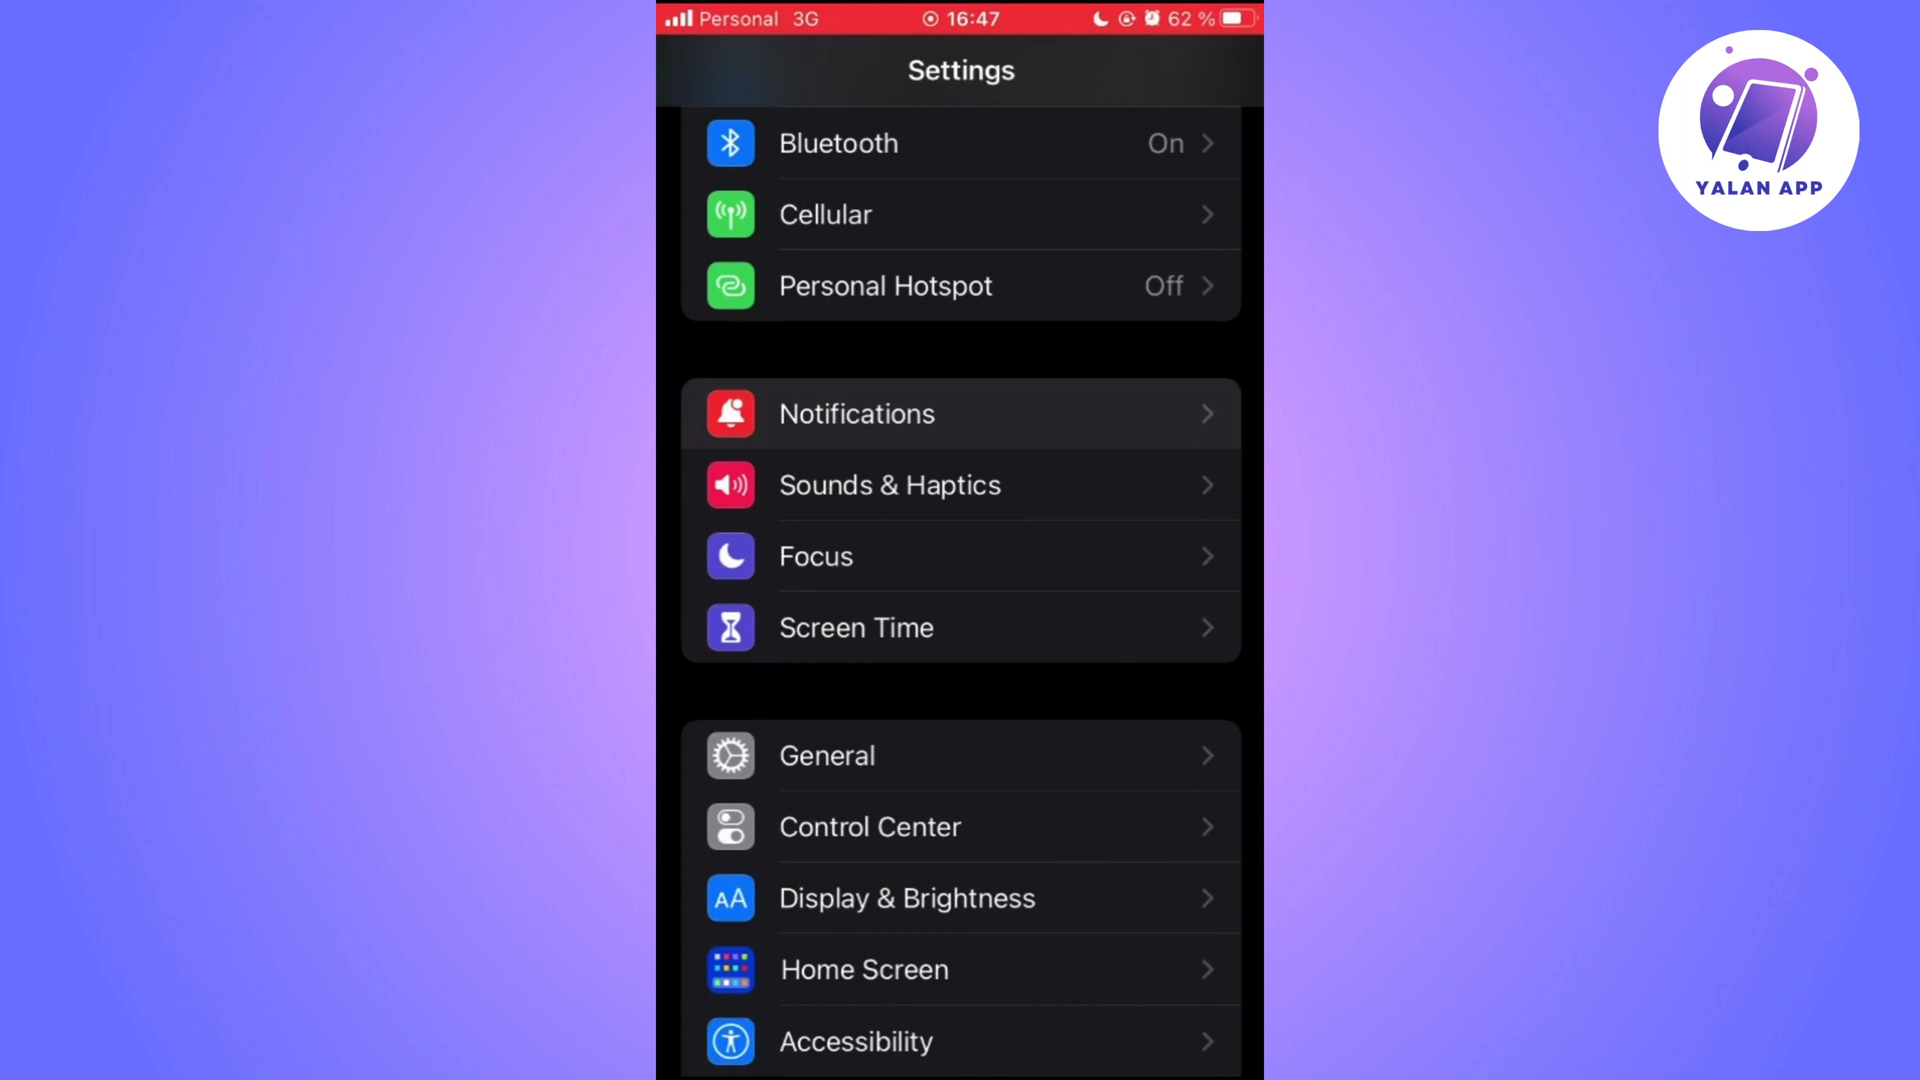 Personal 3G 16:47 62 %
Settings
YALAN APP
Bluetooth On
Cellular
Personal Hotspot Off
Notifications
Sounds & Haptics
Focus
Screen Time
General
Control Center
AA Display & Brightness
Home Screen
Accessibility